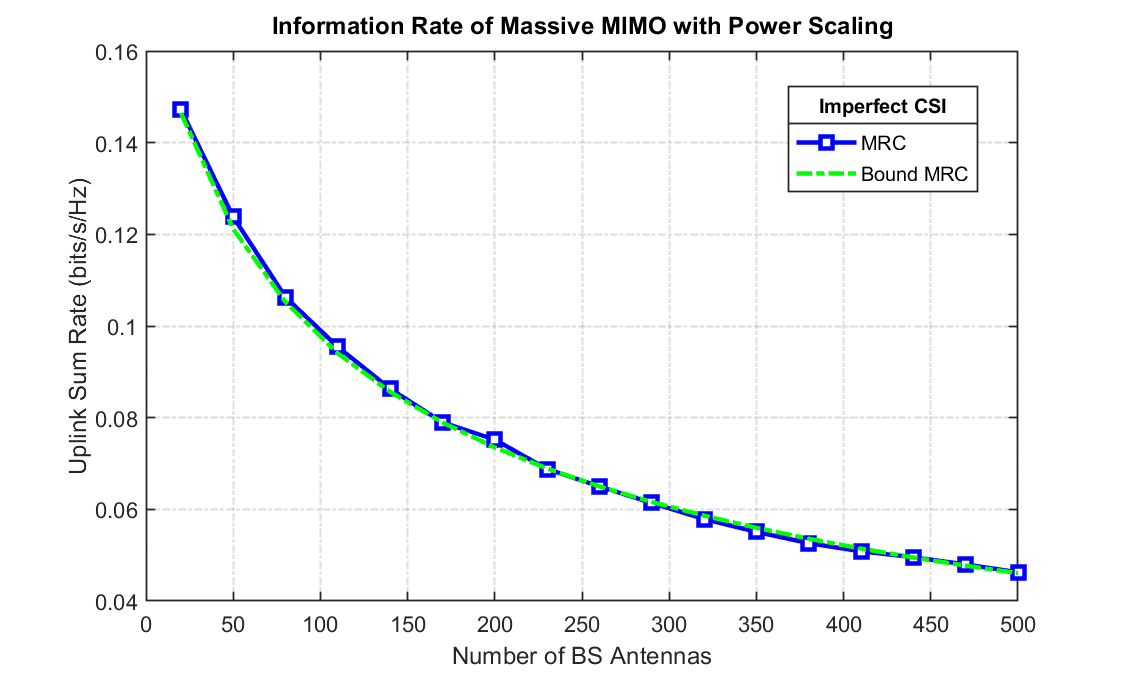 Information Rate of Massive MIMO with Power Scaling
Uplink Sum Rate (bits/s/Hz)
0.16
0.14
0.12
0.1
0.08
0.06
0.04
Imperfect CSI
MRC
Bound MRC
0 50 100 150 200 250 300 350 400 450 500
Number of BS Antennas